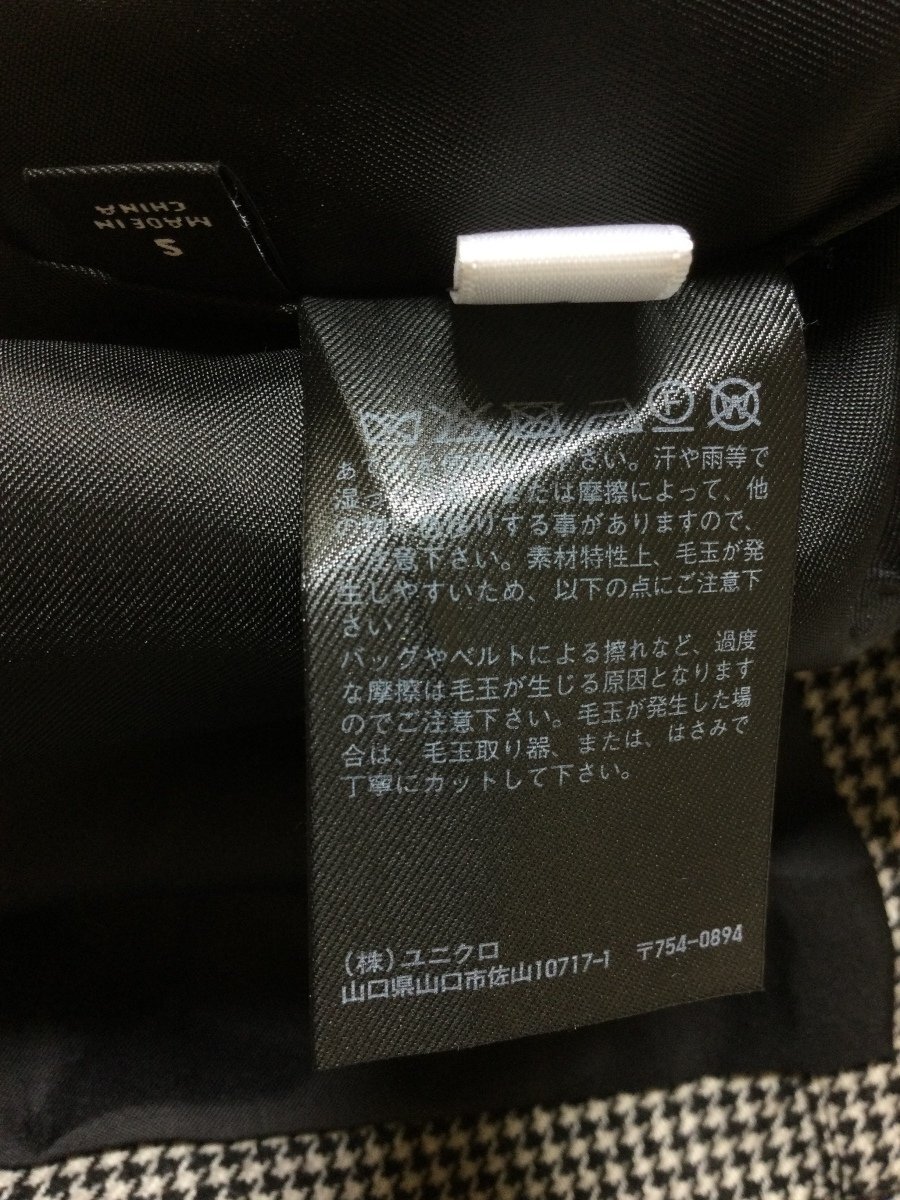 S
MADE IN
CHINA
F
W
さい。汗や雨等で
または摩擦によって、他
りする事がありますので、
注意下さい。素材特性上、毛玉が発
生しやすいため、以下の点にご注意下
さい
バッグやベルトによる擦れなど、過度
な摩擦は毛玉が生じる原因となります
のでご注意下さい。毛玉が発生した場
合は、毛玉取り器、または、はさみで
丁寧にカットして下さい。
(株)ユニクロ
山口県山口市佐山10717-1 〒754-0894